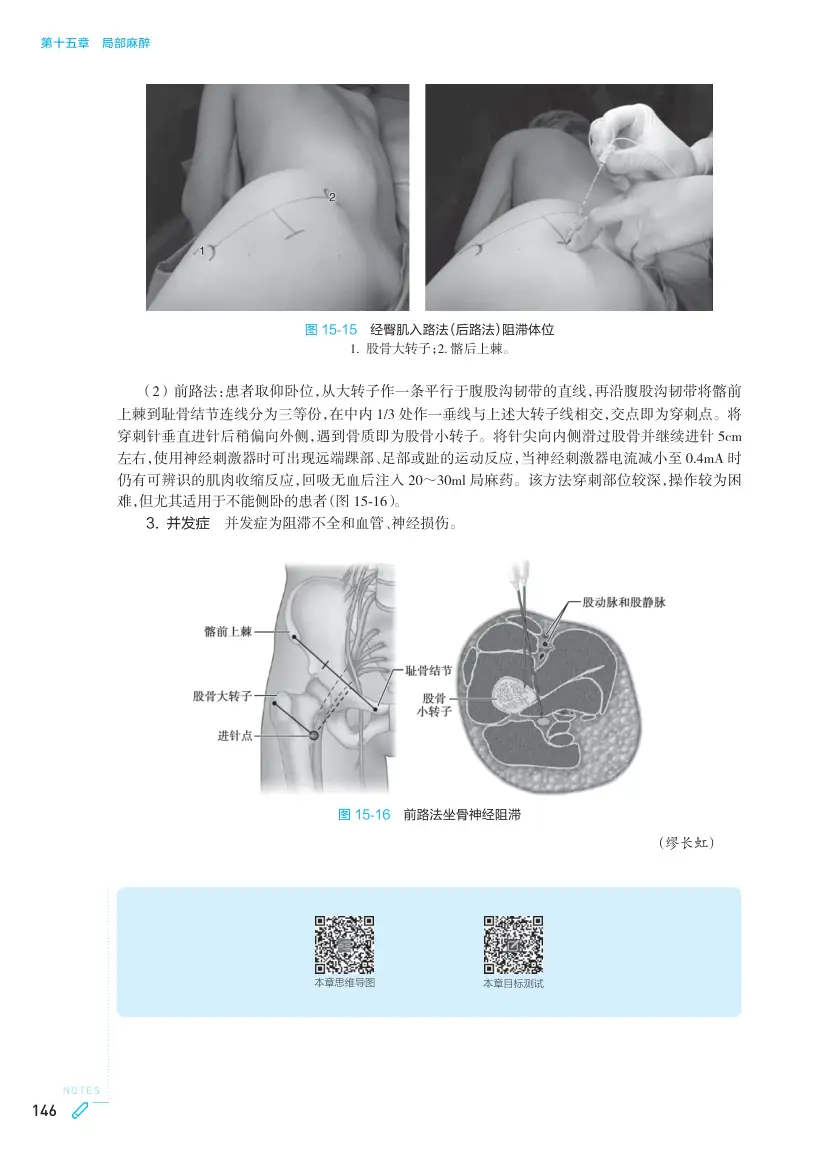 第十五章 局部麻醉
2
1
图 15-15 经臀肌入路法(后路法)阻滞体位
1. 股骨大转子;2. 髂后上棘。
(2)前路法:患者取仰卧位,从大转子作一条平行于腹股沟韧带的直线,再沿腹股沟韧带将髂前
上棘到耻骨结节连线分为三等份,在中内 1/3 处作一垂线与上述大转子线相交,交点即为穿刺点。将
穿刺针垂直进针后稍偏向外侧,遇到骨质即为股骨小转子。将针尖向内侧滑过股骨并继续进针 5cm
左右,使用神经刺激器时可出现远端踝部、足部或趾的运动反应,当神经刺激器电流减小至 0.4mA 时
仍有可辨识的肌肉收缩反应,回吸无血后注入 20~30ml 局麻药。该方法穿刺部位较深,操作较为困
难,但尤其适用于不能侧卧的患者(图 15-16)。
3. 并发症 并发症为阻滞不全和血管、神经损伤。
股动脉和股静脉
髂前上棘
耻骨结节
股骨大转子
股骨
小转子
进针点
图 15-16 前路法坐骨神经阻滞
(缪长虹)
本章思维导图
本章目标测试
NOTES
146